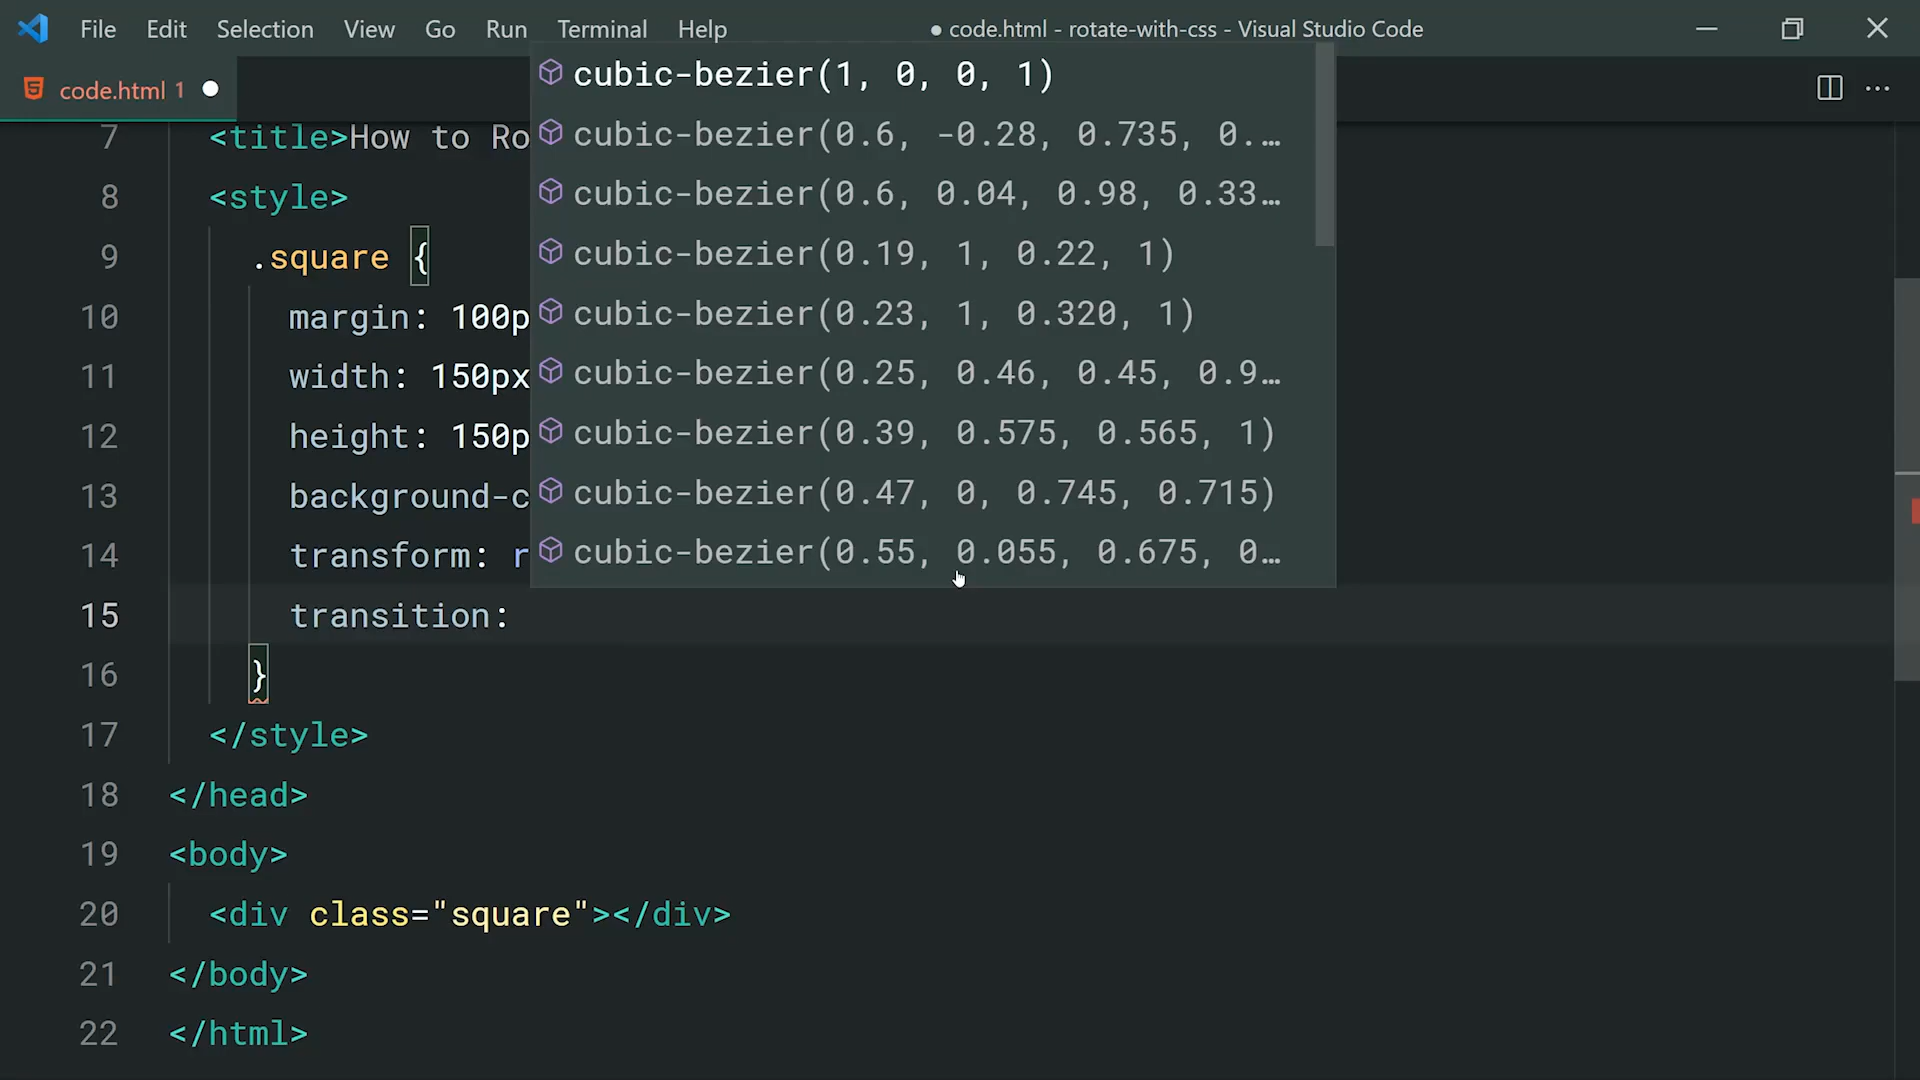 File Edit Selection View Go Run Terminal Help ● code.html - rotate-with-css - Visual Studio Code
code.html 1
7 <title>How to Ro
8 <style>
9 .square {
10 margin: 100p
11 width: 150px
12 height: 150p
13 background-c
14 transform: r
15 transition:
16 }
17 </style>
18 </head>
19 <body>
20 <div class="square"></div>
21 </body>
22 </html>
cubic-bezier(1, 0, 0, 1)
cubic-bezier(0.6, -0.28, 0.735, 0.…
cubic-bezier(0.6, 0.04, 0.98, 0.33…
cubic-bezier(0.19, 1, 0.22, 1)
cubic-bezier(0.23, 1, 0.320, 1)
cubic-bezier(0.25, 0.46, 0.45, 0.9…
cubic-bezier(0.39, 0.575, 0.565, 1)
cubic-bezier(0.47, 0, 0.745, 0.715)
cubic-bezier(0.55, 0.055, 0.675, 0…